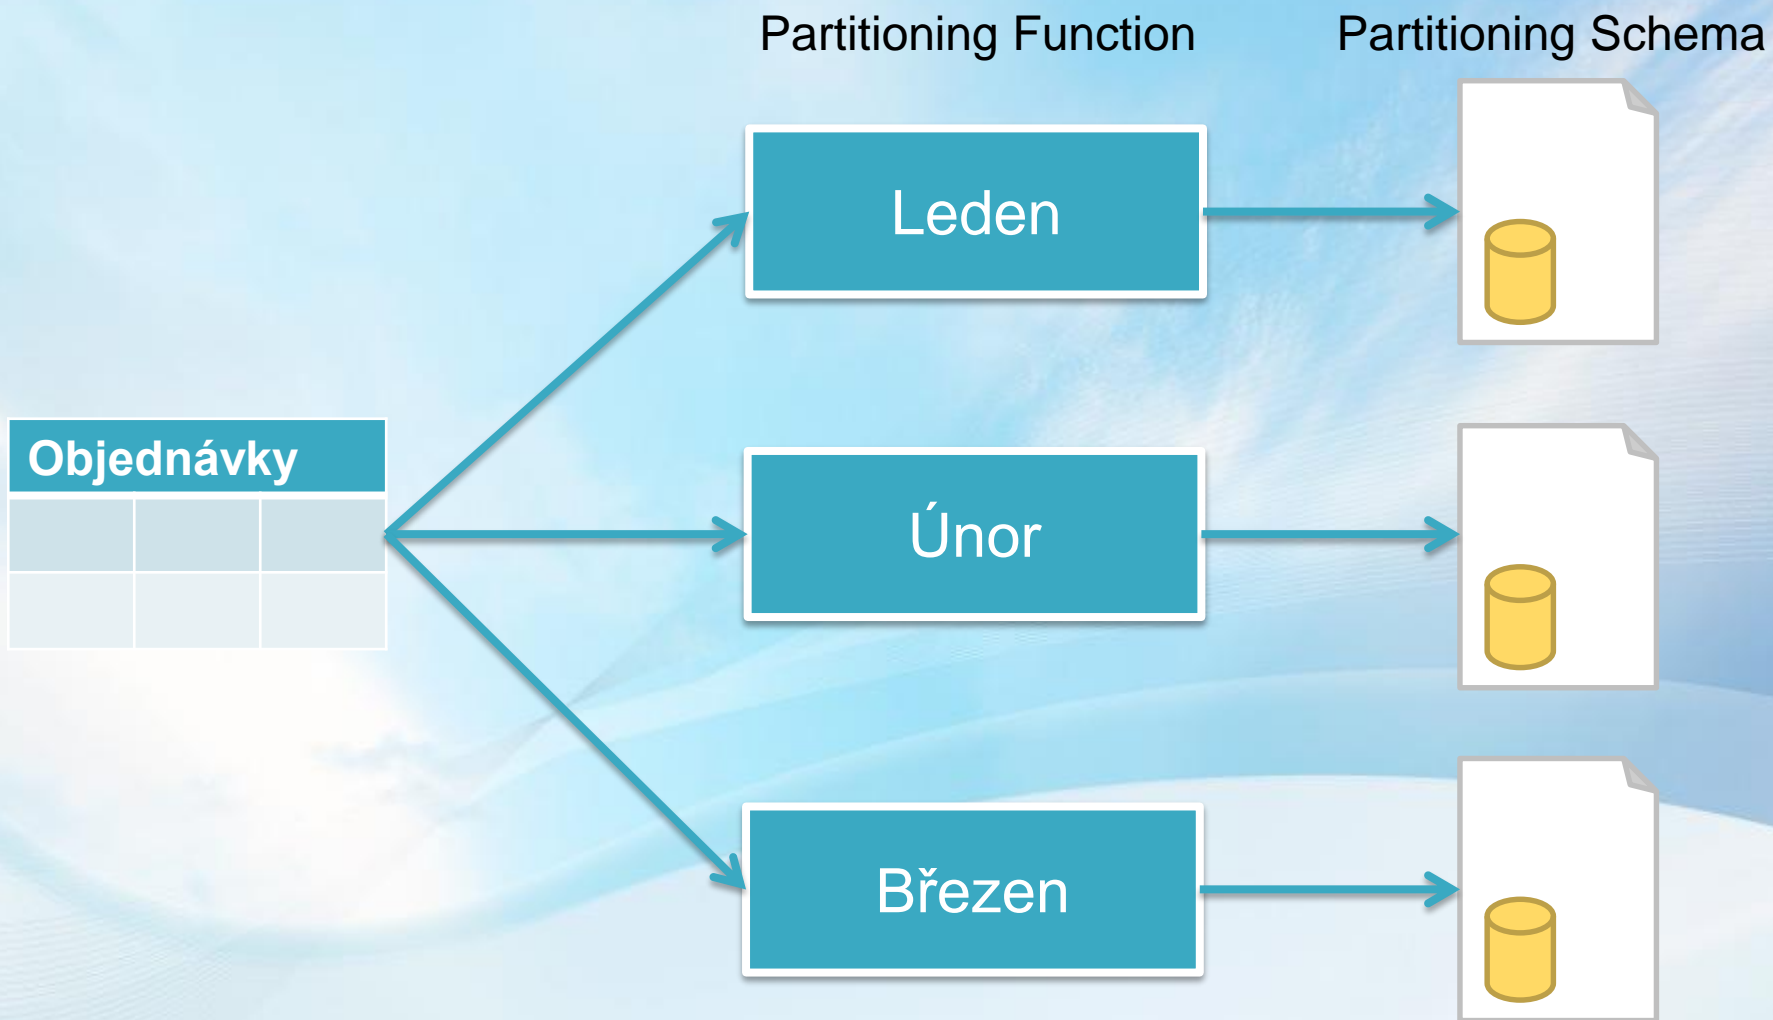 Partitioning Function
Partitioning Schema
Leden
Objednávky
Únor
Březen